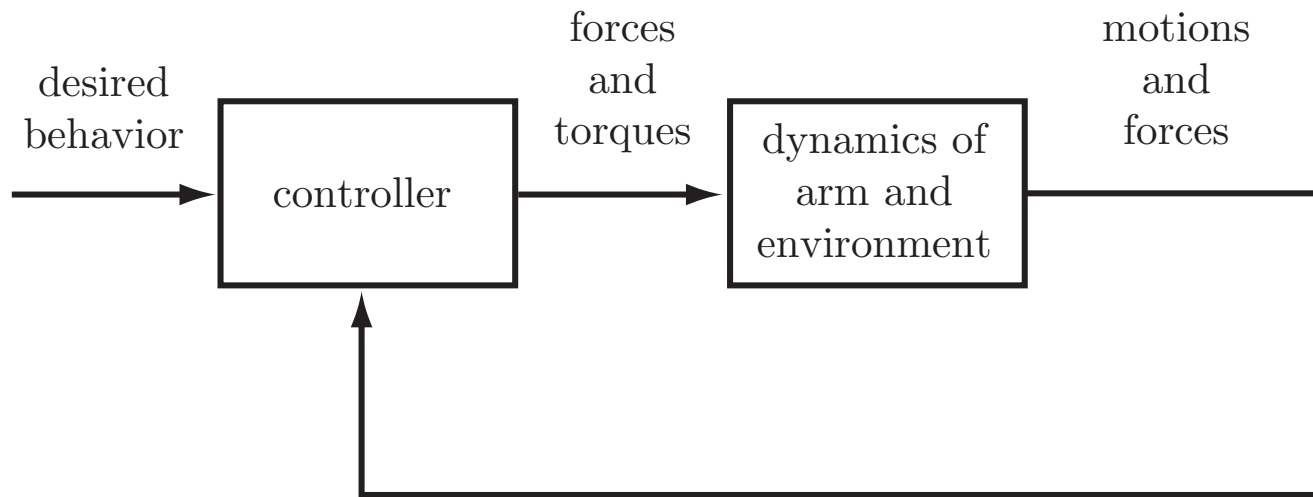 desired
behavior
controller
forces
and
torques
dynamics of
arm and
environment
motions
and
forces